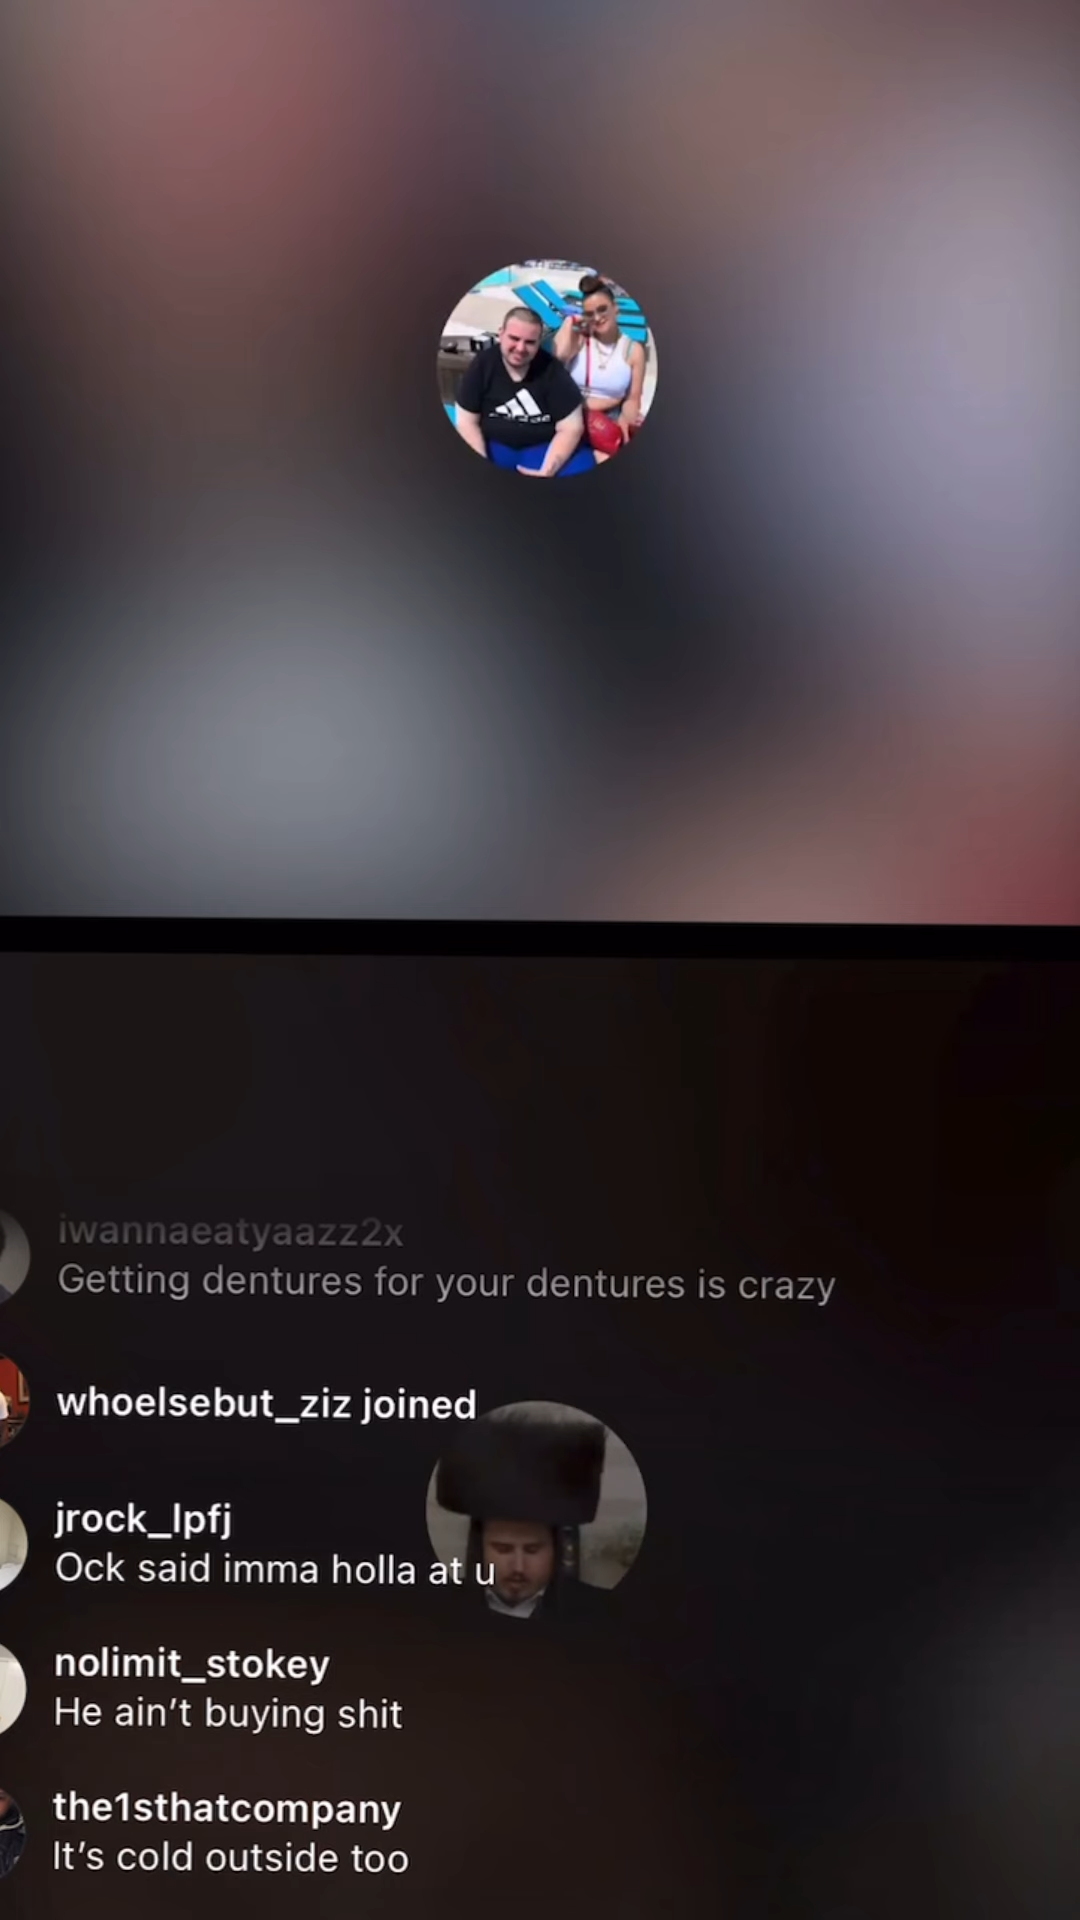 iwannaeatyaazz2x
Getting dentures for your dentures is crazy
whoelsebut_ziz joined
jrock_lpfj
Ock said imma holla at u
nolimit_stokey
He ain’t buying shit
the1sthatcompany
It’s cold outside too